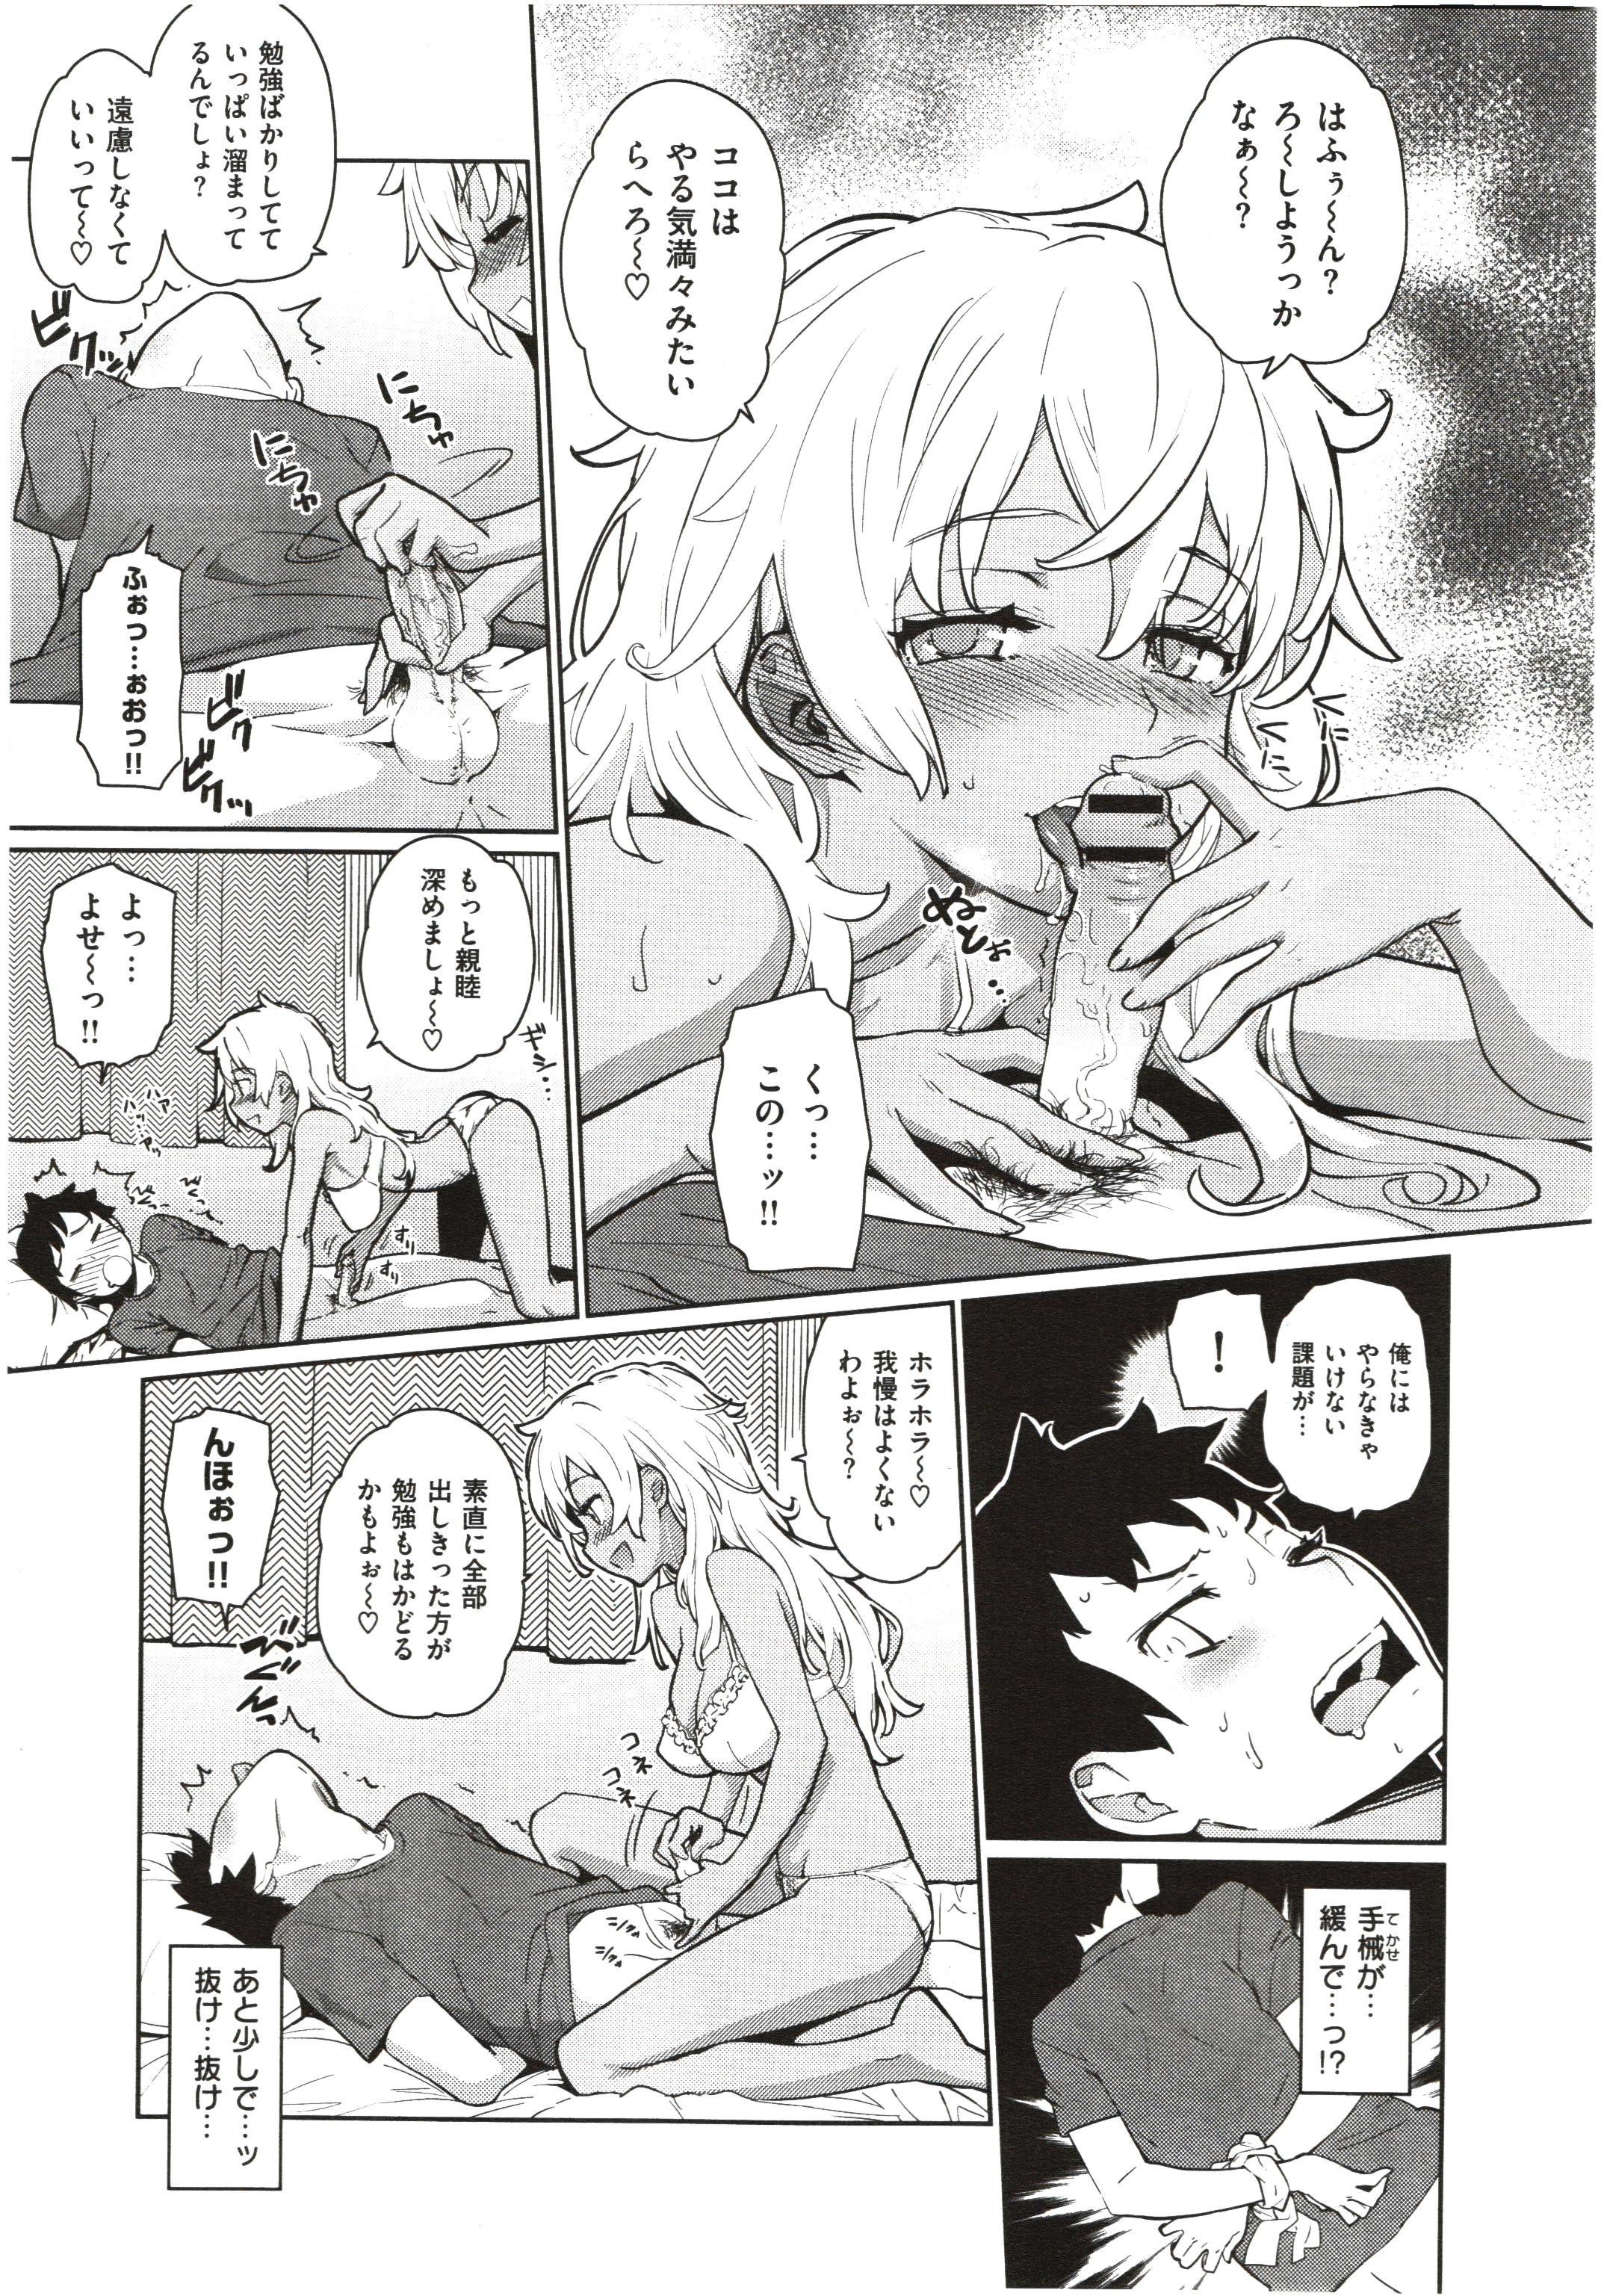 はふぅ〜ん?
ろ〜しようっか
なぁ〜?
ココは
やる気満々みたい
らへろ〜♡
ぬとぉ…
くっ…
この…ッ!!
勉強ばかりしてて
いっぱい溜まって
るんでしょ?
遠慮しなくて
いいって〜♡
ビクッ
にちゃ
にちゃ
ふぉっ…ぉおっ!!
ビク
ビクッ
もっと親睦
深めましょ〜♡
ギシ…
よっ…
よせ〜っ!!
ハァ
ハァ
すり
すり
俺には
やらなきゃ
いけない
課題が…
!
手械が…
てかせ
緩んで…っ!?
ホラホラ〜♡
我慢はよくない
わよぉ〜?
素直に全部
出しきった方が
勉強もはかどる
かもよぉ〜♡
んほぉっ!!
コネ
コネ
あと少しで…ッ
抜け…抜け…